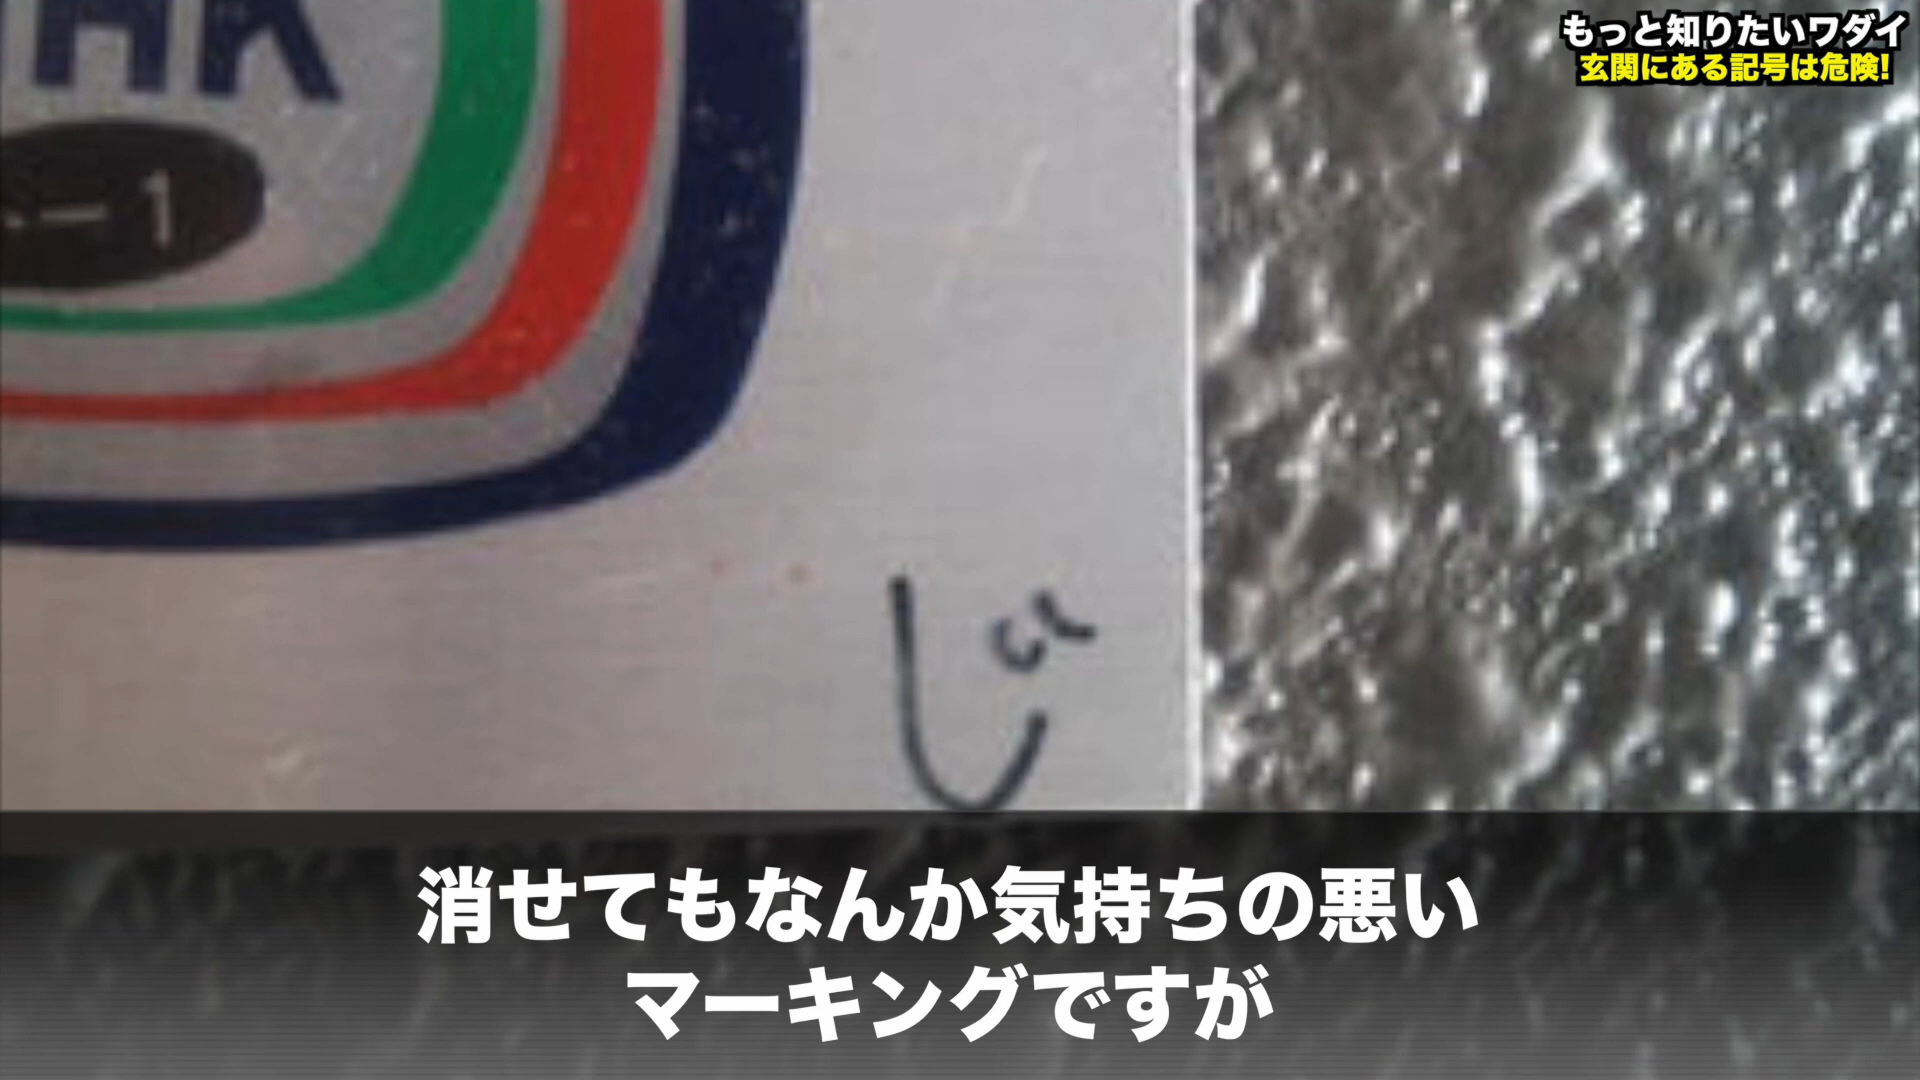 もっと知りたいワダイ
玄関にある記号は危険!
HK
-1
じ
消せてもなんか気持ちの悪い
マーキングですが